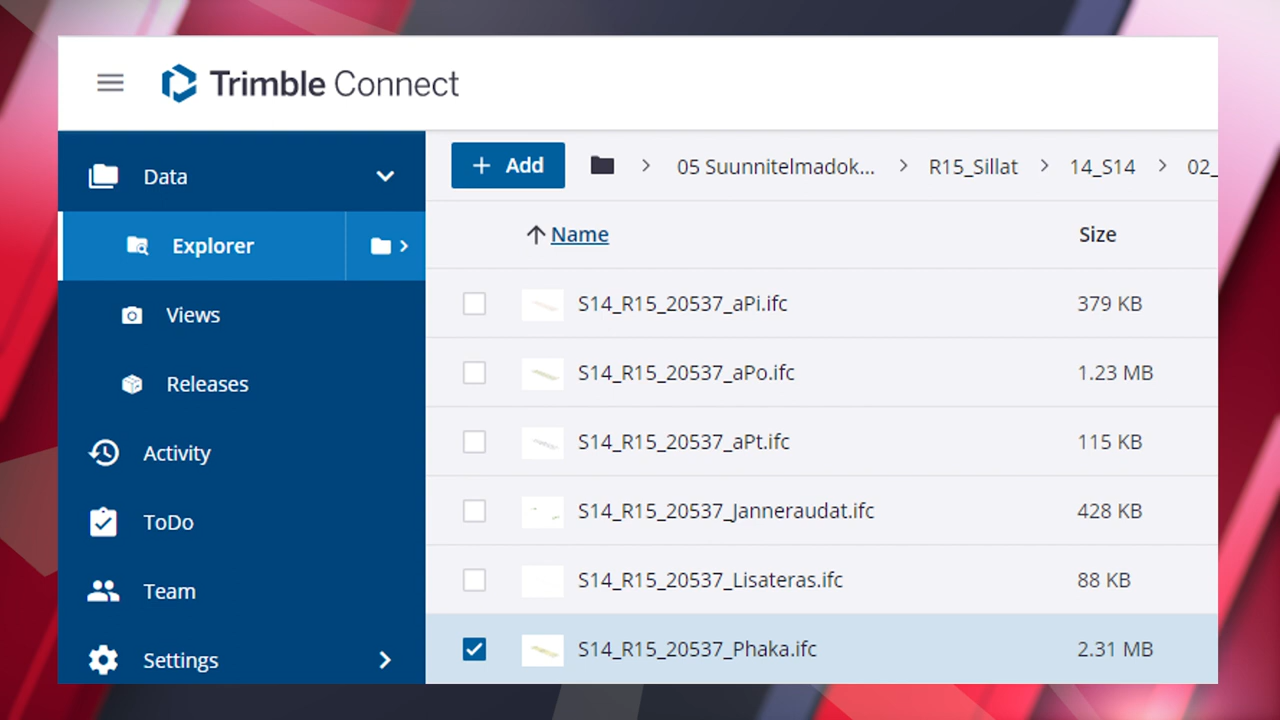 Trimble Connect
Data
Explorer
Views
Releases
Activity
ToDo
Team
Settings
+ Add > 05 Suunnitelmadok... > R15_Sillat > 14_S14 > 02_
Name Size
S14_R15_20537_aPi.ifc 379 KB
S14_R15_20537_aPo.ifc 1.23 MB
S14_R15_20537_aPt.ifc 115 KB
S14_R15_20537_Janneraudat.ifc 428 KB
S14_R15_20537_Lisateras.ifc 88 KB
S14_R15_20537_Phaka.ifc 2.31 MB